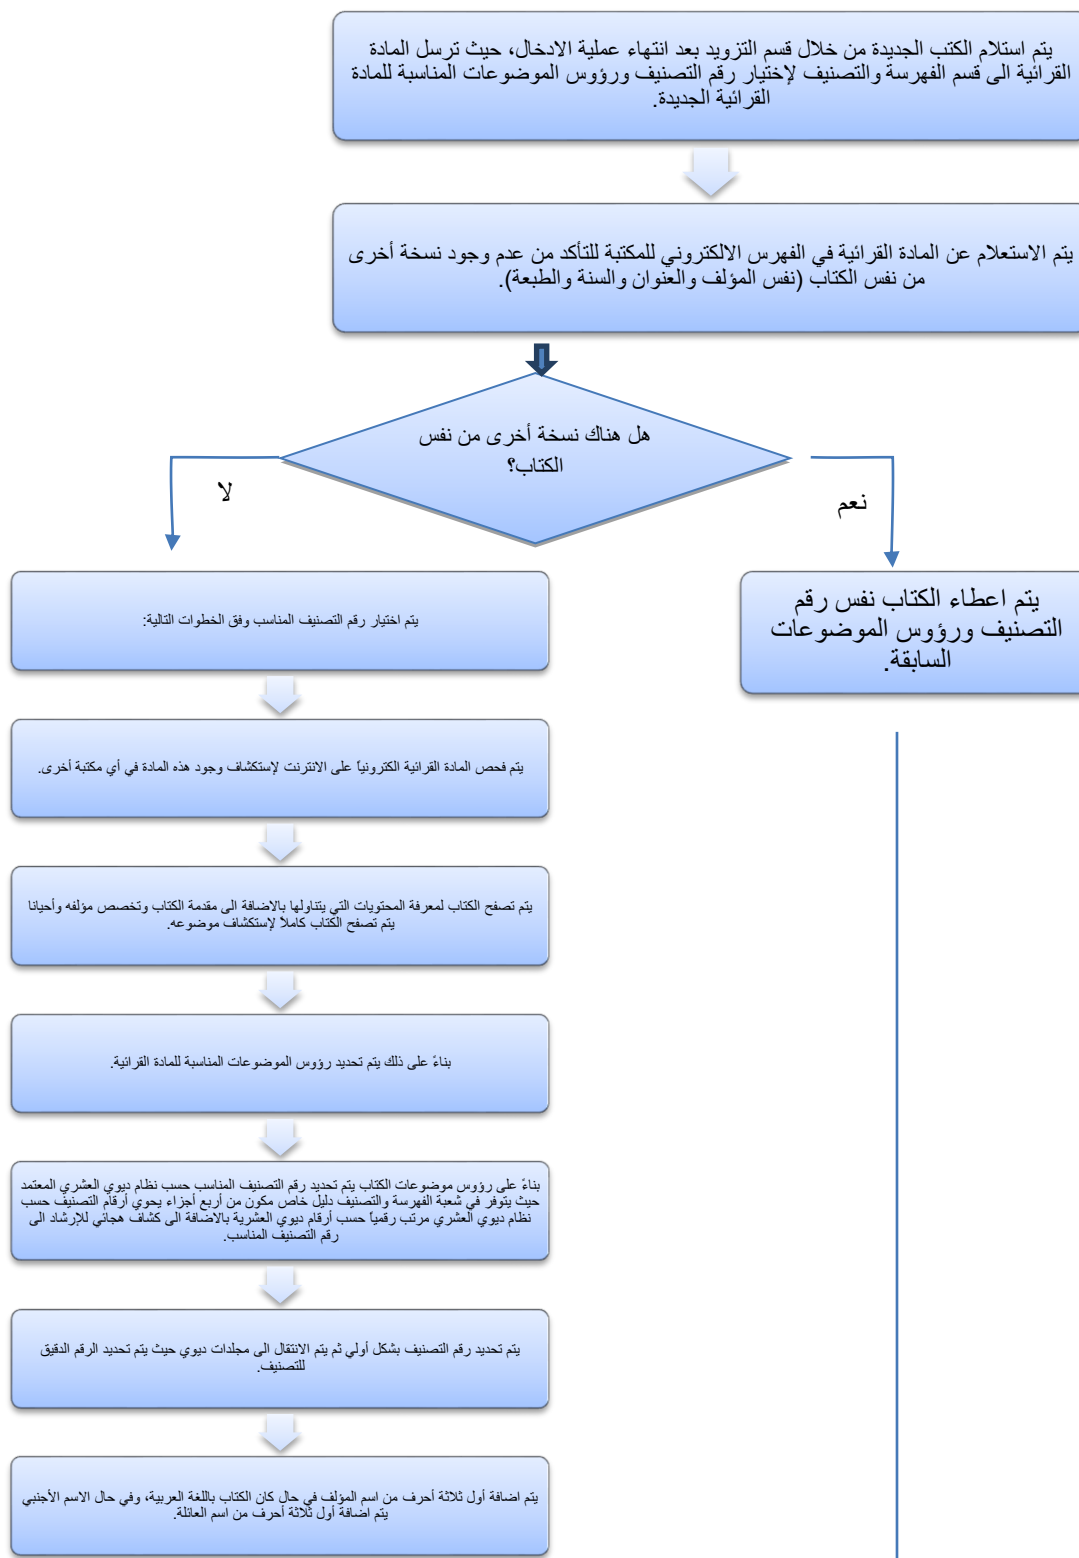 يتم استلام الكتب الجديدة من خلال قسم التزويد بعد انتهاء عملية الادخال، حيث ترسل المادة
القرائية الى قسم الفهرسة والتصنيف لإختيار رقم التصنيف ورؤوس الموضوعات المناسبة للمادة
القرائية الجديدة.
يتم الاستعلام عن المادة القرائية في الفهرس الالكتروني للمكتبة للتأكد من عدم وجود نسخة أخرى
من نفس الكتاب (نفس المؤلف والعنوان والسنة والطبعة).
هل هناك نسخة أخرى من نفس
الكتاب؟
نعم
لا
يتم اعطاء الكتاب نفس رقم
التصنيف ورؤوس الموضوعات
السابقة.
يتم اختيار رقم التصنيف المناسب وفق الخطوات التالية:
يتم فحص المادة القرائية الكترونياً على الانترنت لإستكشاف وجود هذه المادة في أي مكتبة أخرى.
يتم تصفح الكتاب لمعرفة المحتويات التي يتناولها بالاضافة الى مقدمة الكتاب وتخصص مؤلفه وأحيانا
يتم تصفح الكتاب كاملاً لإستكشاف موضوعه.
بناءً على ذلك يتم تحديد رؤوس الموضوعات المناسبة للمادة القرائية.
بناءً على رؤوس موضوعات الكتاب يتم تحديد رقم التصنيف المناسب حسب نظام ديوي العشري المعتمد
حيث يتوفر في شعبة الفهرسة والتصنيف دليل خاص مكون من أربع أجزاء يحوي أرقام التصنيف حسب
نظام ديوي العشري مرتب رقمياً حسب أرقام ديوي العشرية بالاضافة الى كشاف هجائي للإرشاد الى
رقم التصنيف المناسب.
يتم تحديد رقم التصنيف بشكل أولي ثم يتم الانتقال الى مجلدات ديوي حيث يتم تحديد الرقم الدقيق
للتصنيف.
يتم اضافة أول ثلاثة أحرف من اسم المؤلف في حال كان الكتاب باللغة العربية، وفي حال الاسم الأجنبي
يتم اضافة أول ثلاثة أحرف من اسم العائلة.